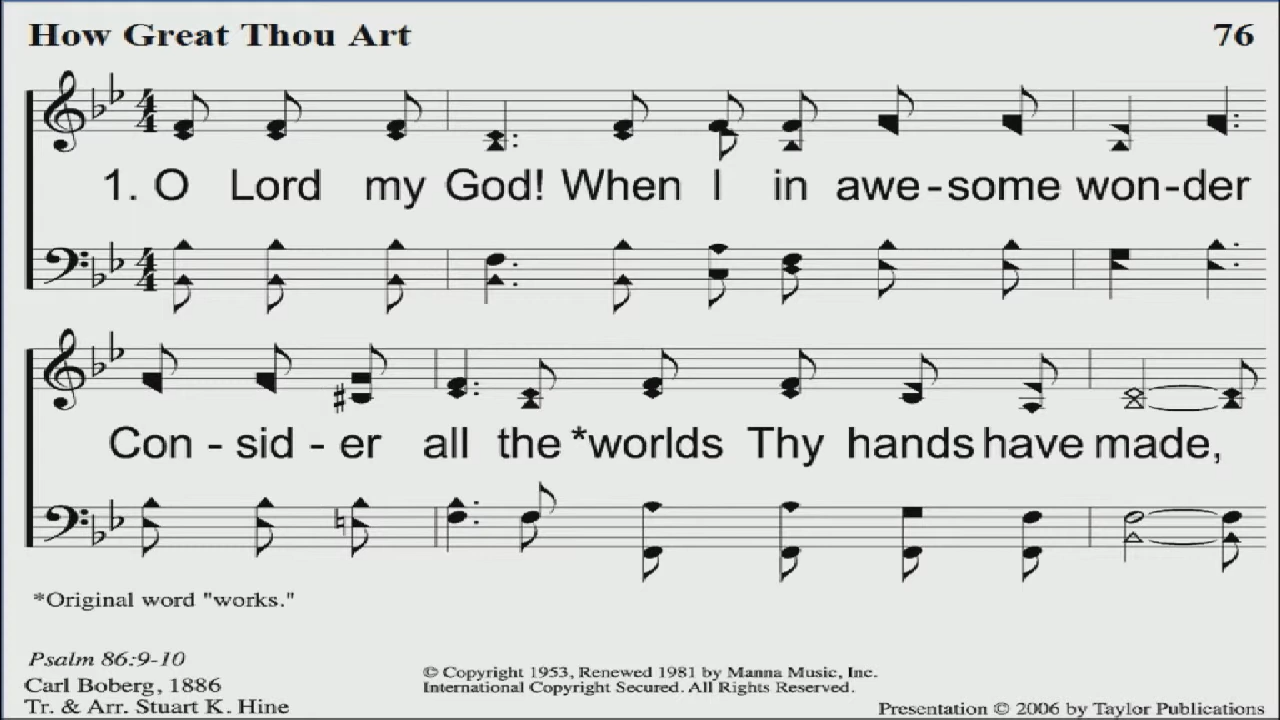 How Great Thou Art 76
1. O Lord my God! When I in awe-some won-der
Con - sid - er all the *worlds Thy hands have made,
*Original word "works."
Psalm 86:9-10
Carl Boberg, 1886
Tr. & Arr. Stuart K. Hine
© Copyright 1953, Renewed 1981 by Manna Music, Inc.
International Copyright Secured. All Rights Reserved.
Presentation © 2006 by Taylor Publications